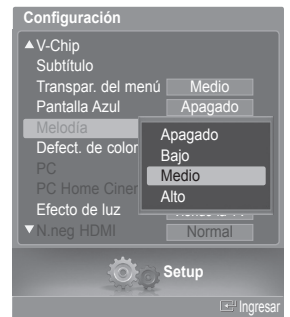 Configuración
▲V-Chip
Subtítulo
Transpar. del menú Medio
Pantalla Azul Apagado
Melodía
Apagado
Defect. de color
Bajo
PC
Medio
PC Home Cinem
Alto
Efecto de luz
▼N.neg HDMI Normal
Setup
Ingresar